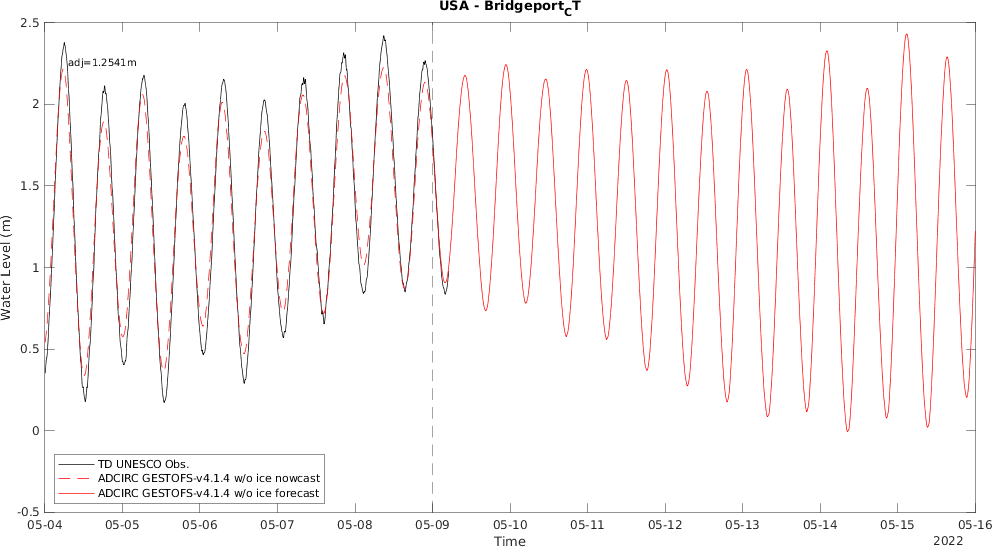 USA - Bridgeport_CT
adj=1.2541m
2.5
2
1.5
1
0.5
0
-0.5
Water Level (m)
TD UNESCO Obs.
ADCIRC GESTOFS-v4.1.4 w/o ice nowcast
ADCIRC GESTOFS-v4.1.4 w/o ice forecast
05-04 05-05 05-06 05-07 05-08 05-09 05-10 05-11 05-12 05-13 05-14 05-15 05-16
Time
2022